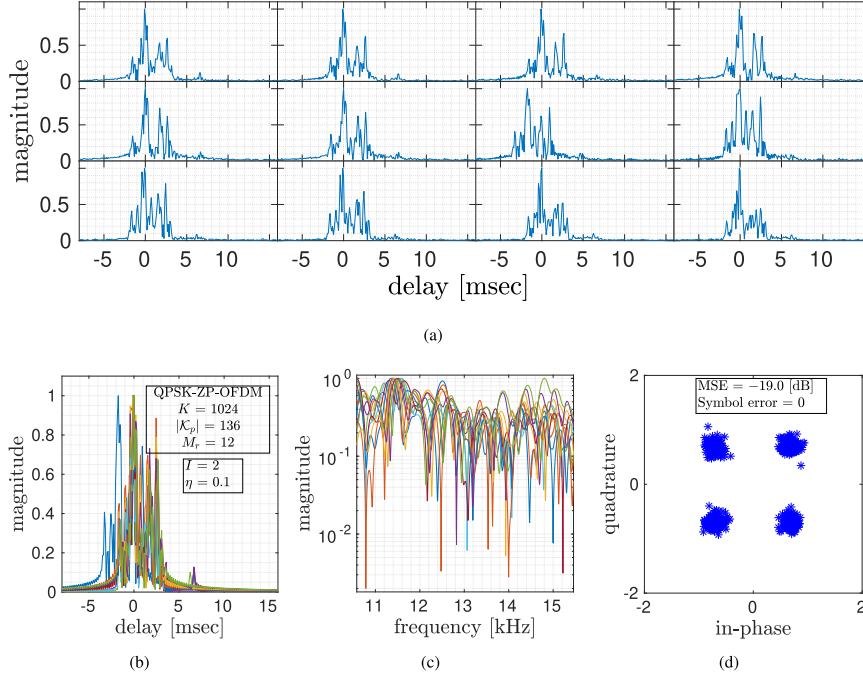 magnitude
0.5
0
0.5
0
0.5
0
-5 0 5 10
-5 0 5 10
-5 0 5 10
-5 0 5 10
delay [msec]
(a)
1
0.8
0.6
0.4
0.2
0
magnitude
QPSK-ZP-OFDM
K = 1024
|𝒦_p| = 136
M_r = 12
I = 2
η = 0.1
-5 0 5 10 15
delay [msec]
(b)
10^0
10^-1
10^-2
magnitude
11 12 13 14 15
frequency [kHz]
(c)
2
0
-2
quadrature
MSE = −19.0 [dB]
Symbol error = 0
-2 0 2
in-phase
(d)